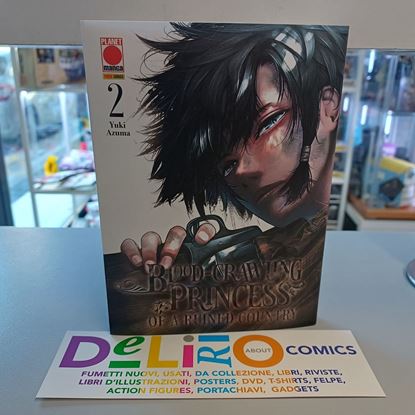 PLANET
manga
2
Yuki
Azuma
BLOOD-CRAWLING
PRINCESS
OF A RUINED COUNTRY
DeLiRiO
ABOUT
COMICS
FUMETTI NUOVI, USATI, DA COLLEZIONE, LIBRI, RIVISTE,
LIBRI D'ILLUSTRAZIONI, POSTERS, DVD, T-SHIRTS, FELPE,
ACTION FIGURES, PORTACHIAVI, GADGETS